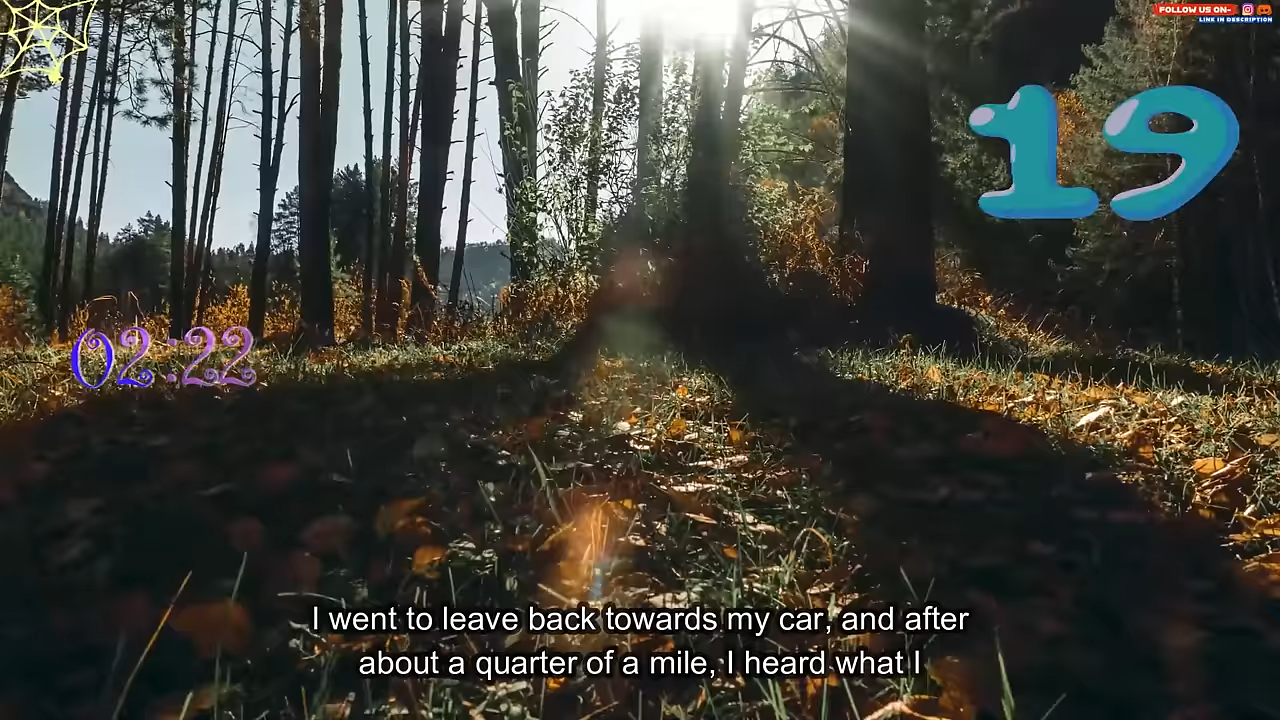 FOLLOW US ON-
LINK IN DESCRIPTION
19
02:22
I went to leave back towards my car, and after
about a quarter of a mile, I heard what I